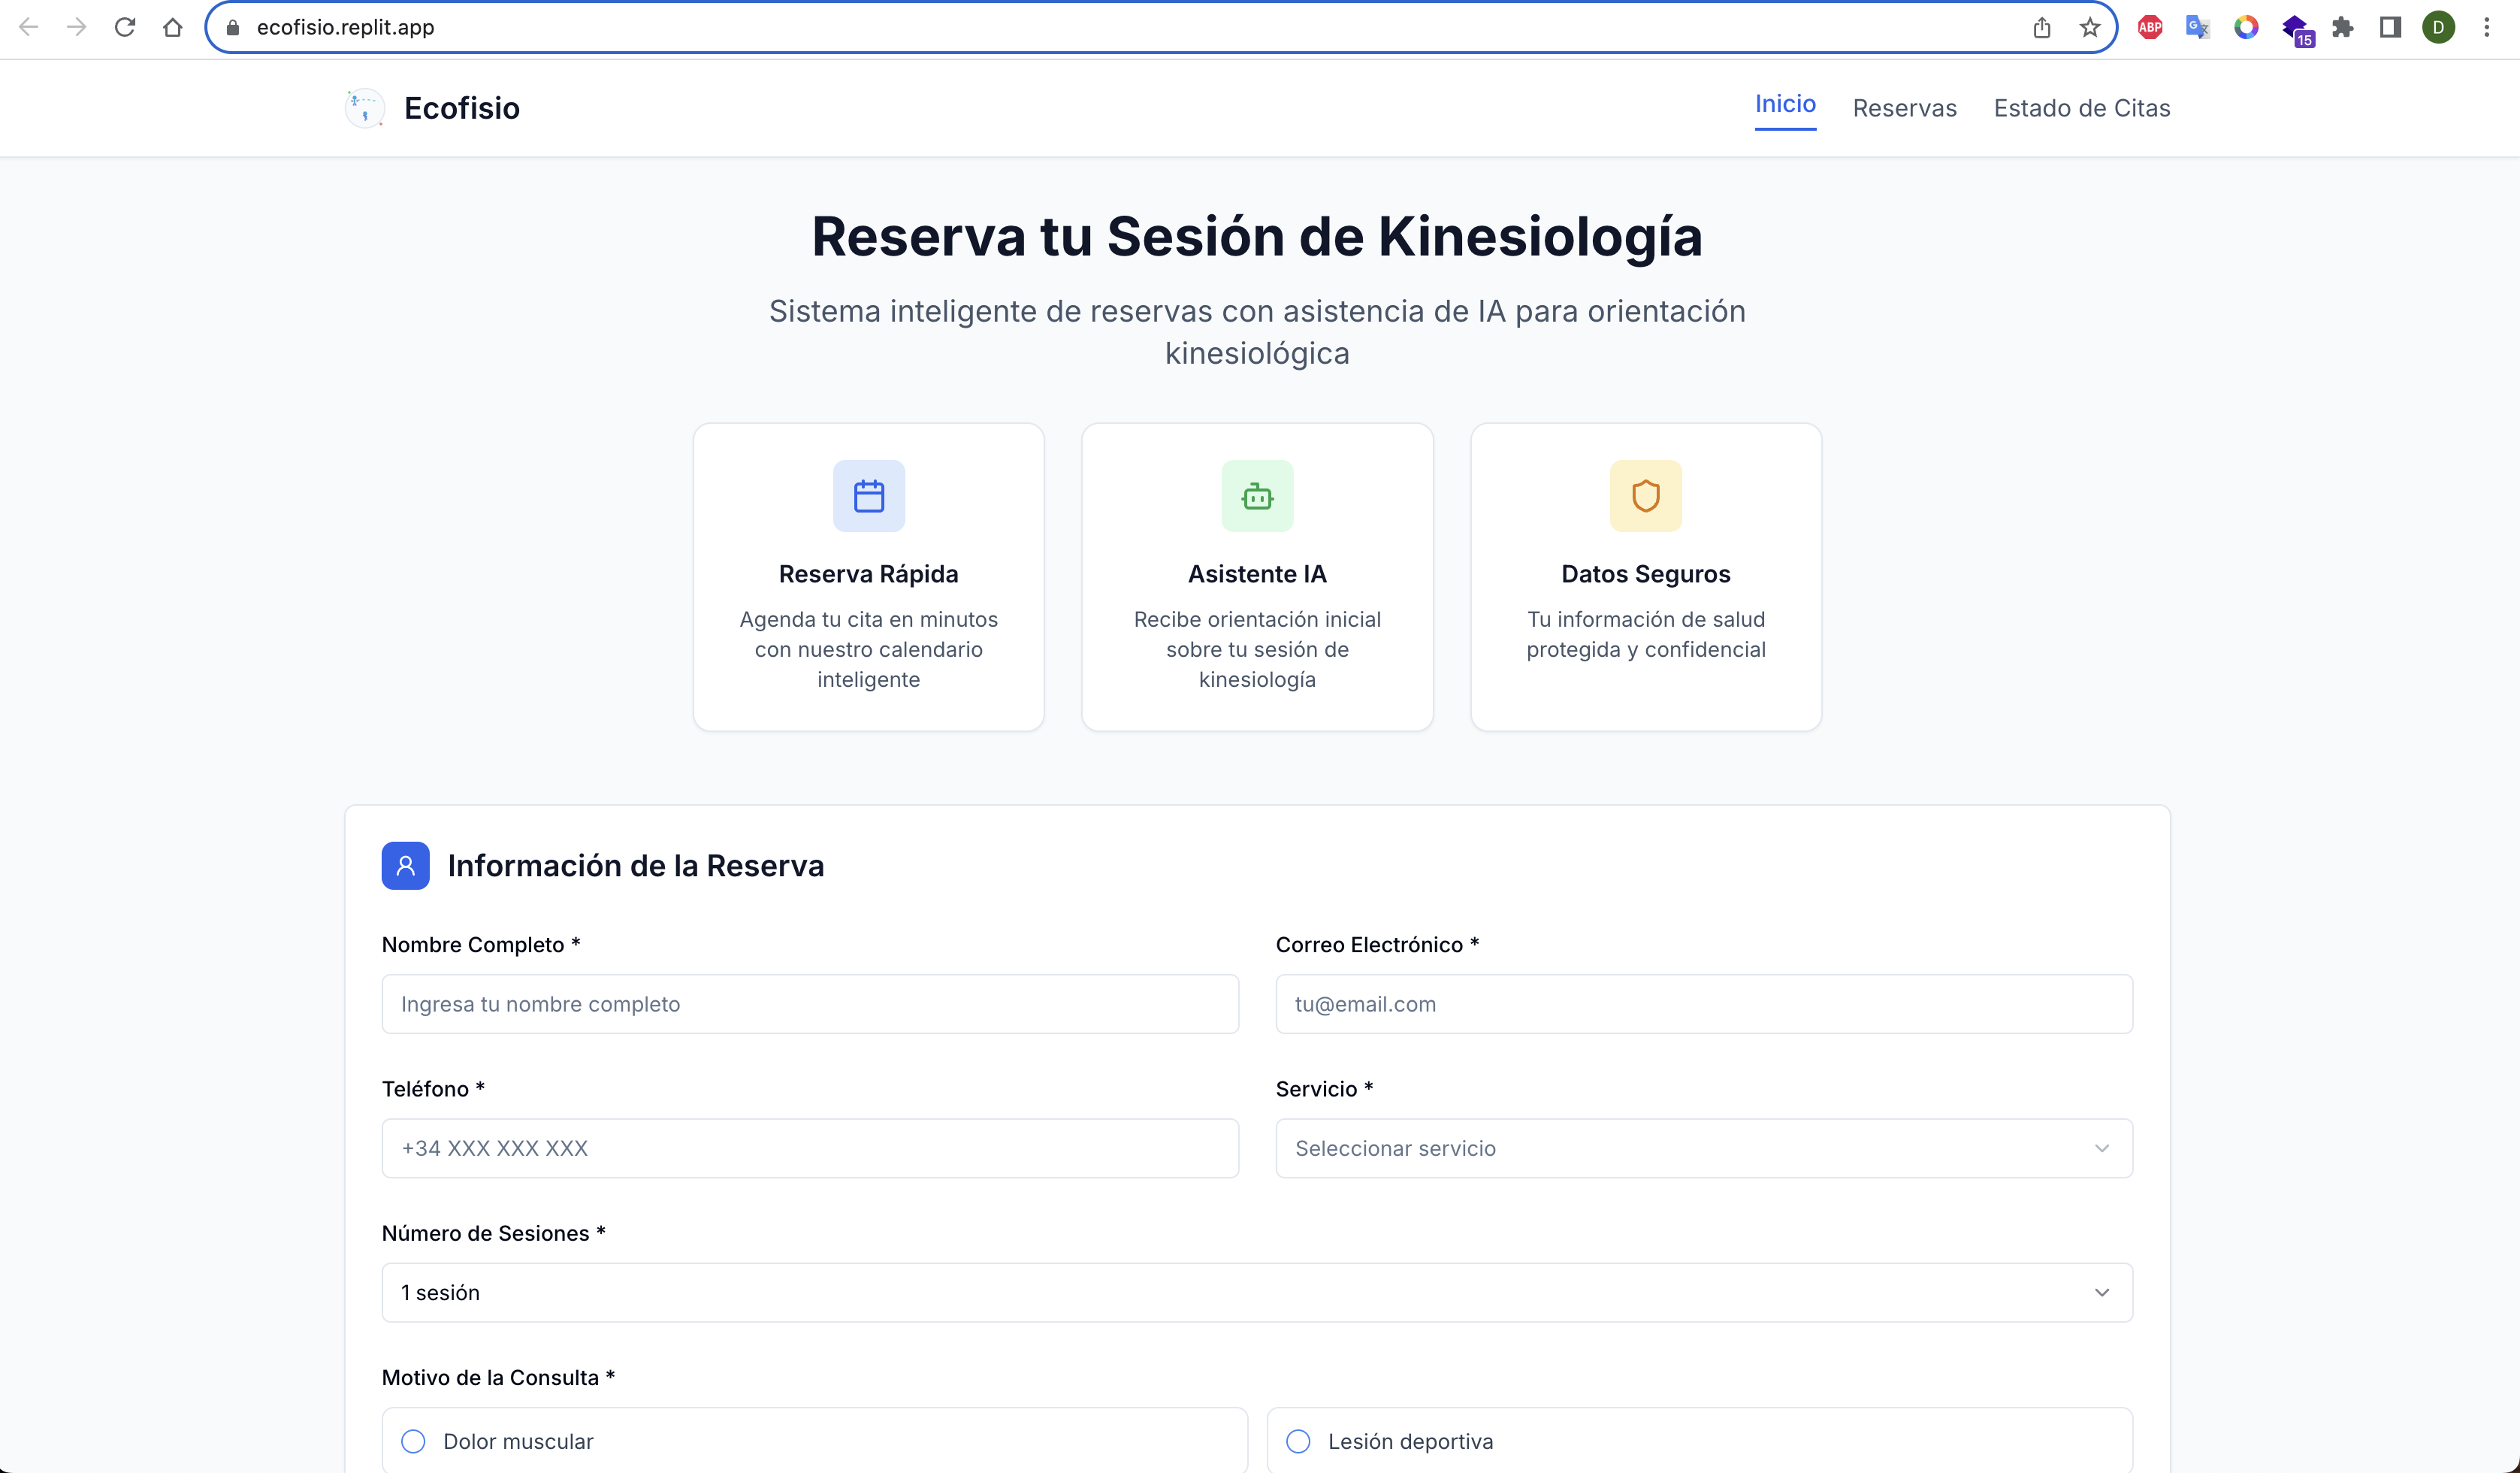 ecofisio.replit.app
ABP
G
15
D
Ecofisio
Inicio
Reservas
Estado de Citas
Reserva tu Sesión de Kinesiología
Sistema inteligente de reservas con asistencia de IA para orientación
kinesiológica
Reserva Rápida
Agenda tu cita en minutos
con nuestro calendario
inteligente
Asistente IA
Recibe orientación inicial
sobre tu sesión de
kinesiología
Datos Seguros
Tu información de salud
protegida y confidencial
Información de la Reserva
Nombre Completo *
Ingresa tu nombre completo
Correo Electrónico *
tu@email.com
Teléfono *
+34 XXX XXX XXX
Servicio *
Seleccionar servicio
Número de Sesiones *
1 sesión
Motivo de la Consulta *
Dolor muscular
Lesión deportiva